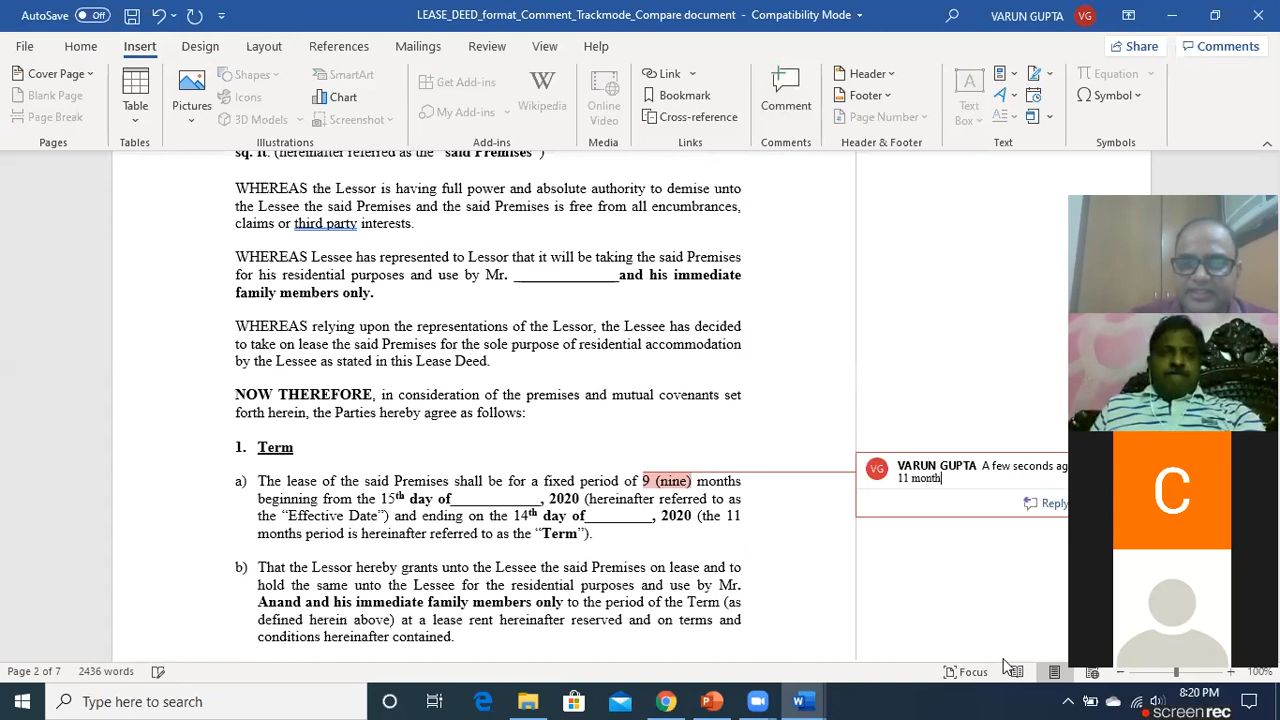 AutoSave Off LEASE_DEED_format_Comment_Trackmode_Compare document - Compatibility Mode VARUN GUPTA VG
File Home Insert Design Layout References Mailings Review View Help Share Comments
Cover Page
Blank Page
Page Break
Pages
Table
Tables
Pictures
Shapes
Icons
3D Models
SmartArt
Chart
Screenshot
Illustrations
Get Add-ins
My Add-ins
Wikipedia
Add-ins
Online Video
Media
Link
Bookmark
Cross-reference
Links
Comment
Comments
Header
Footer
Page Number
Header & Footer
Text Box
Text
Equation
Symbol
Symbols
sq. ft. (hereinafter referred as the "said Premises")
WHEREAS the Lessor is having full power and absolute authority to demise unto
the Lessee the said Premises and the said Premises is free from all encumbrances,
claims or third party interests.
WHEREAS Lessee has represented to Lessor that it will be taking the said Premises
for his residential purposes and use by Mr. ______________and his immediate
family members only.
WHEREAS relying upon the representations of the Lessor, the Lessee has decided
to take on lease the said Premises for the sole purpose of residential accommodation
by the Lessee as stated in this Lease Deed.
NOW THEREFORE, in consideration of the premises and mutual covenants set
forth herein, the Parties hereby agree as follows:
1. Term
a) The lease of the said Premises shall be for a fixed period of 9 (nine) months
beginning from the 15th day of____________, 2020 (hereinafter referred to as
the “Effective Date”) and ending on the 14th day of_________, 2020 (the 11
months period is hereinafter referred to as the “Term”).
b) That the Lessor hereby grants unto the Lessee the said Premises on lease and to
hold the same unto the Lessee for the residential purposes and use by Mr.
Anand and his immediate family members only to the period of the Term (as
defined herein above) at a lease rent hereinafter reserved and on terms and
conditions hereinafter contained.
VG VARUN GUPTA A few seconds ag
11 month
Reply
C
Page 2 of 7 2436 words Focus 100%
Type here to search 8:20 PM
screenrec